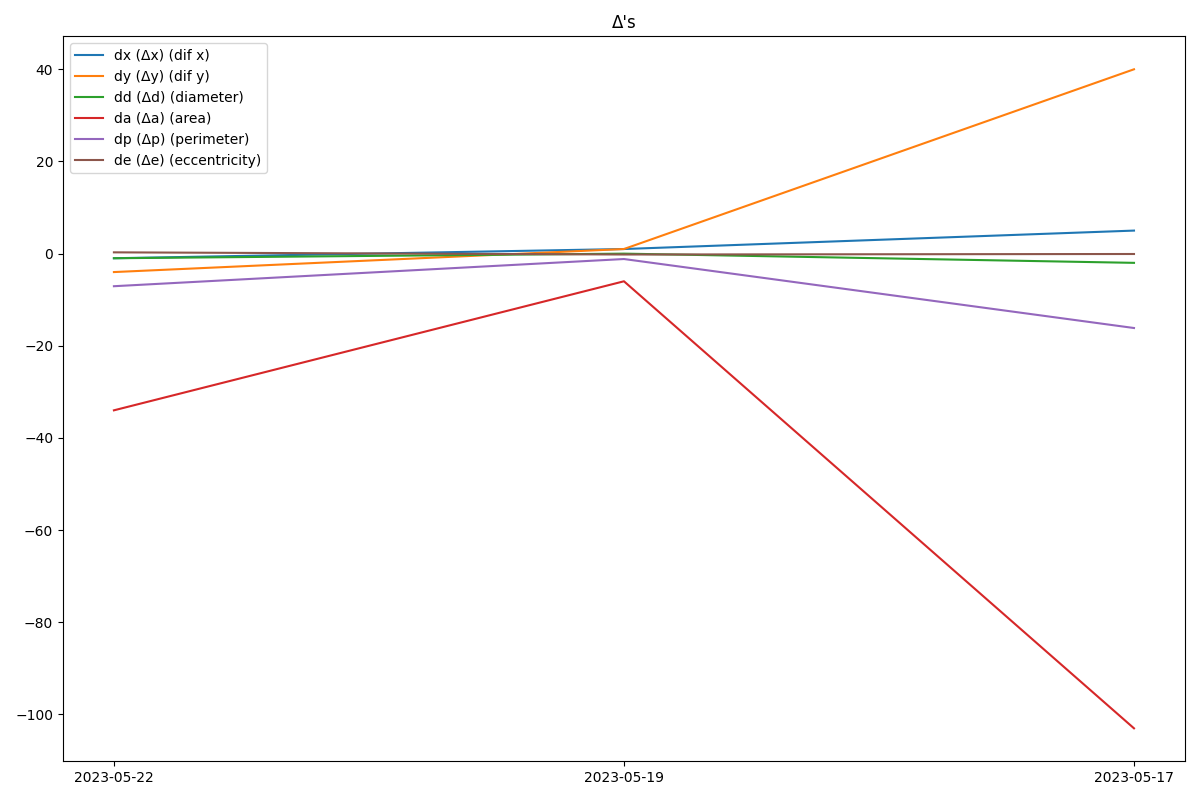 Δ's
dx (Δx) (dif x)
dy (Δy) (dif y)
dd (Δd) (diameter)
da (Δa) (area)
dp (Δp) (perimeter)
de (Δe) (eccentricity)
40
20
0
−20
−40
−60
−80
−100
2023-05-22
2023-05-19
2023-05-17